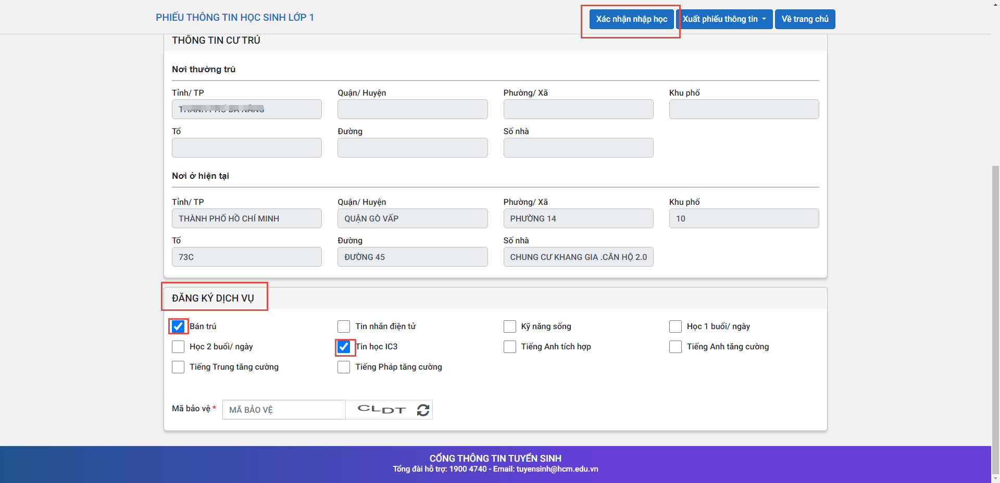 PHIẾU THÔNG TIN HỌC SINH LỚP 1
Xác nhận nhập học Xuất phiếu thông tin Về trang chủ
THÔNG TIN CƯ TRÚ
Nơi thường trú
Tỉnh/ TP Quận/ Huyện Phường/ Xã Khu phố
Tổ Đường Số nhà
Nơi ở hiện tại
Tỉnh/ TP Quận/ Huyện Phường/ Xã Khu phố
THÀNH PHỐ HỒ CHÍ MINH QUẬN GÒ VẤP PHƯỜNG 14 10
Tổ Đường Số nhà
73C ĐƯỜNG 45 CHUNG CƯ KHANG GIA .CĂN HỘ 2.0
ĐĂNG KÝ DỊCH VỤ
Bán trú Tin nhắn điện tử Kỹ năng sống Học 1 buổi/ ngày
Học 2 buổi/ ngày Tin học IC3 Tiếng Anh tích hợp Tiếng Anh tăng cường
Tiếng Trung tăng cường Tiếng Pháp tăng cường
Mã bảo vệ * MÃ BẢO VỆ CLDT
CỔNG THÔNG TIN TUYỂN SINH
Tổng đài hỗ trợ: 1900 4740 - Email: tuyensinh@hcm.edu.vn